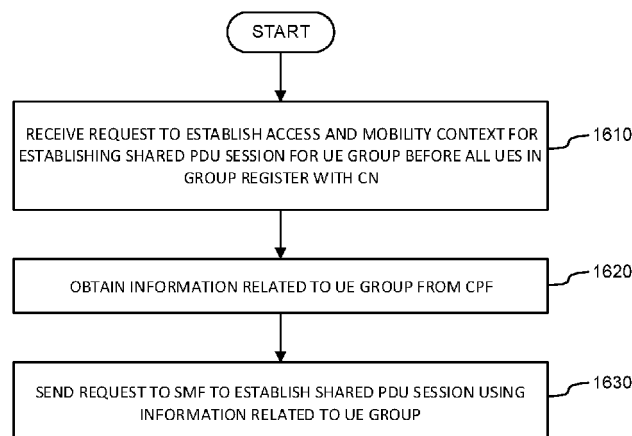 START
RECEIVE REQUEST TO ESTABLISH ACCESS AND MOBILITY CONTEXT FOR
ESTABLISHING SHARED PDU SESSION FOR UE GROUP BEFORE ALL UES IN
GROUP REGISTER WITH CN
1610
OBTAIN INFORMATION RELATED TO UE GROUP FROM CPF
1620
SEND REQUEST TO SMF TO ESTABLISH SHARED PDU SESSION USING
INFORMATION RELATED TO UE GROUP
1630